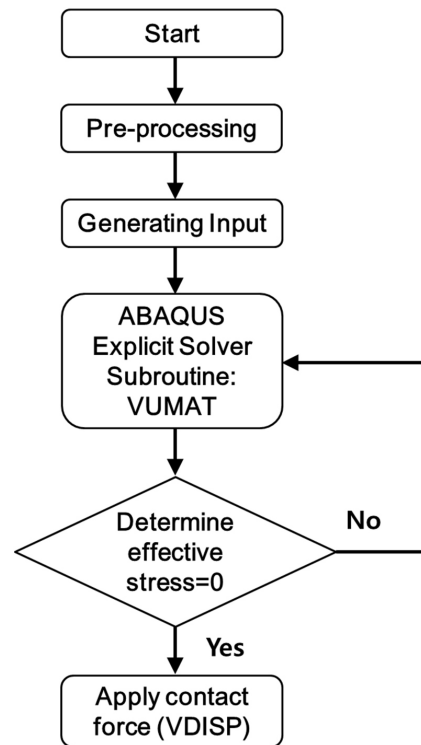 Start
Pre-processing
Generating Input
ABAQUS
Explicit Solver
Subroutine:
VUMAT
Determine
effective
stress=0
No
Yes
Apply contact
force (VDISP)